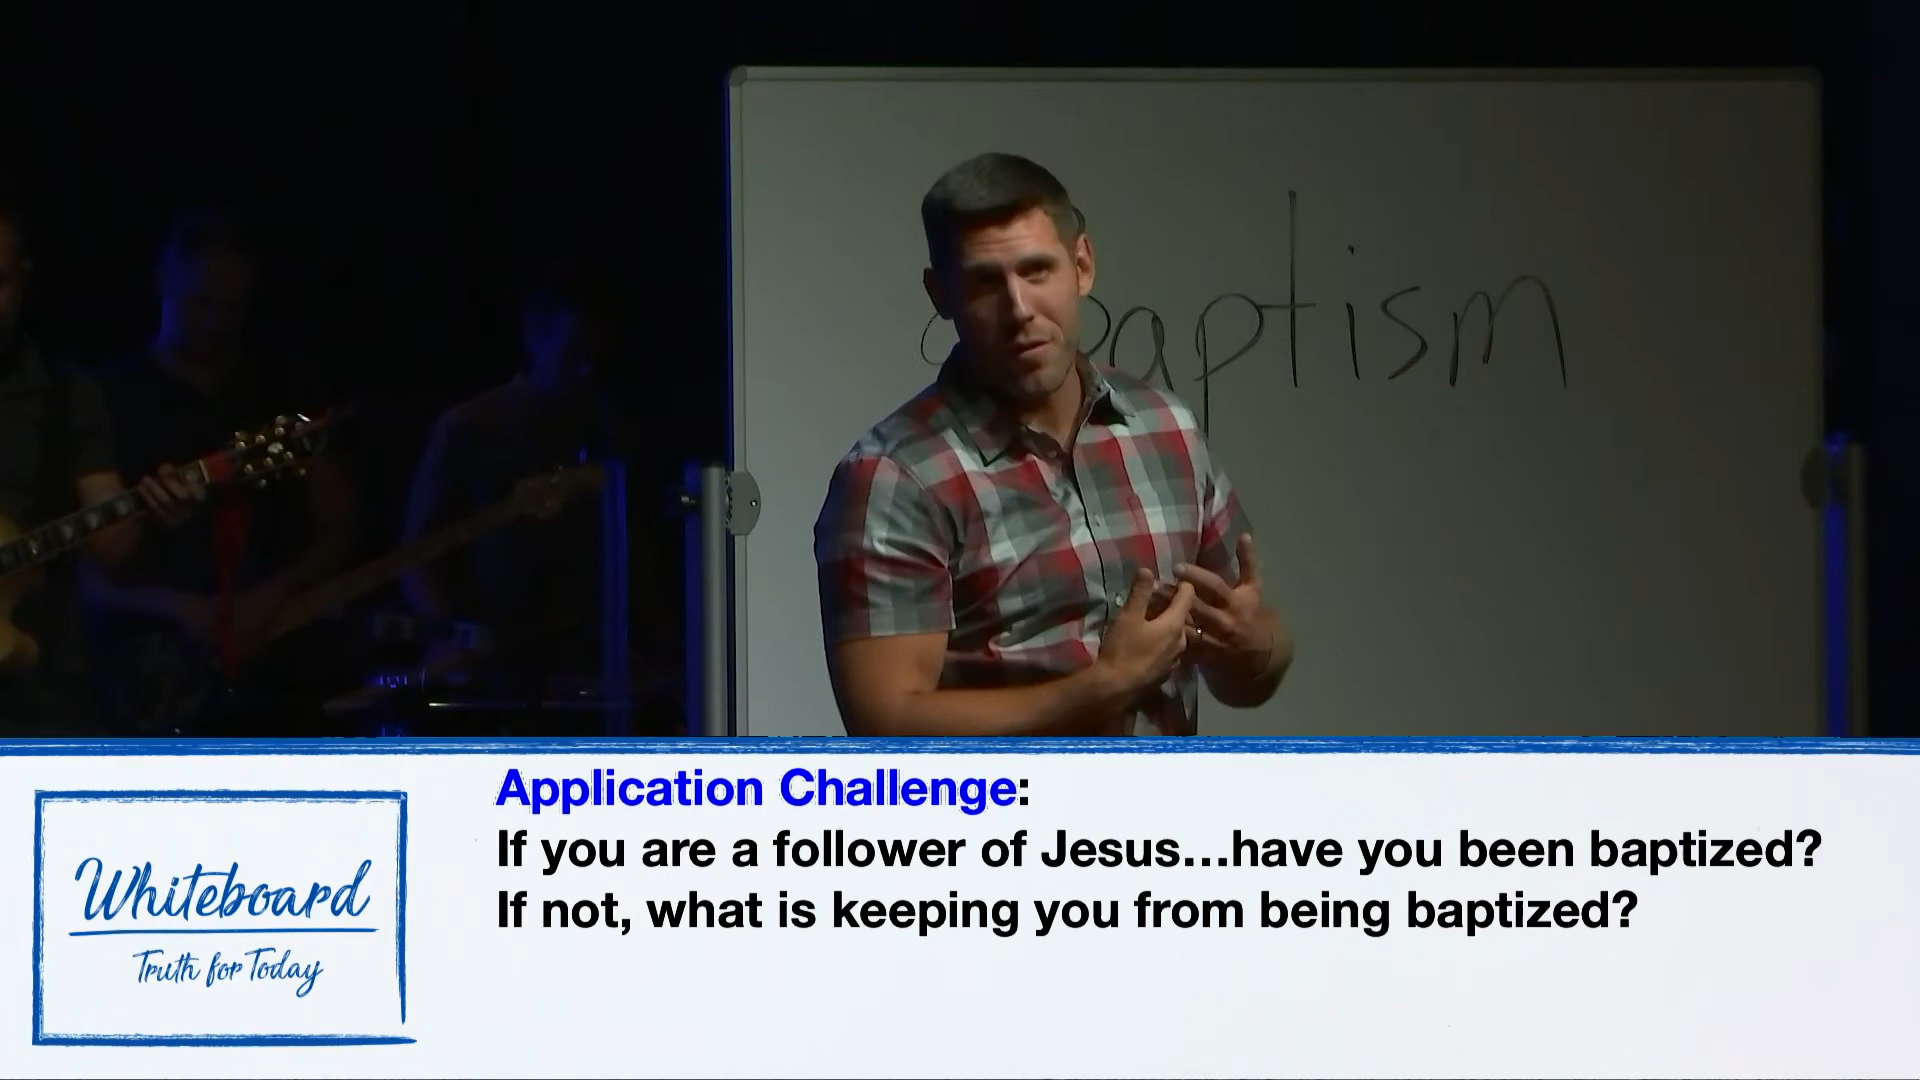 Baptism
Application Challenge:
If you are a follower of Jesus...have you been baptized?
If not, what is keeping you from being baptized?
Whiteboard
Truth for Today